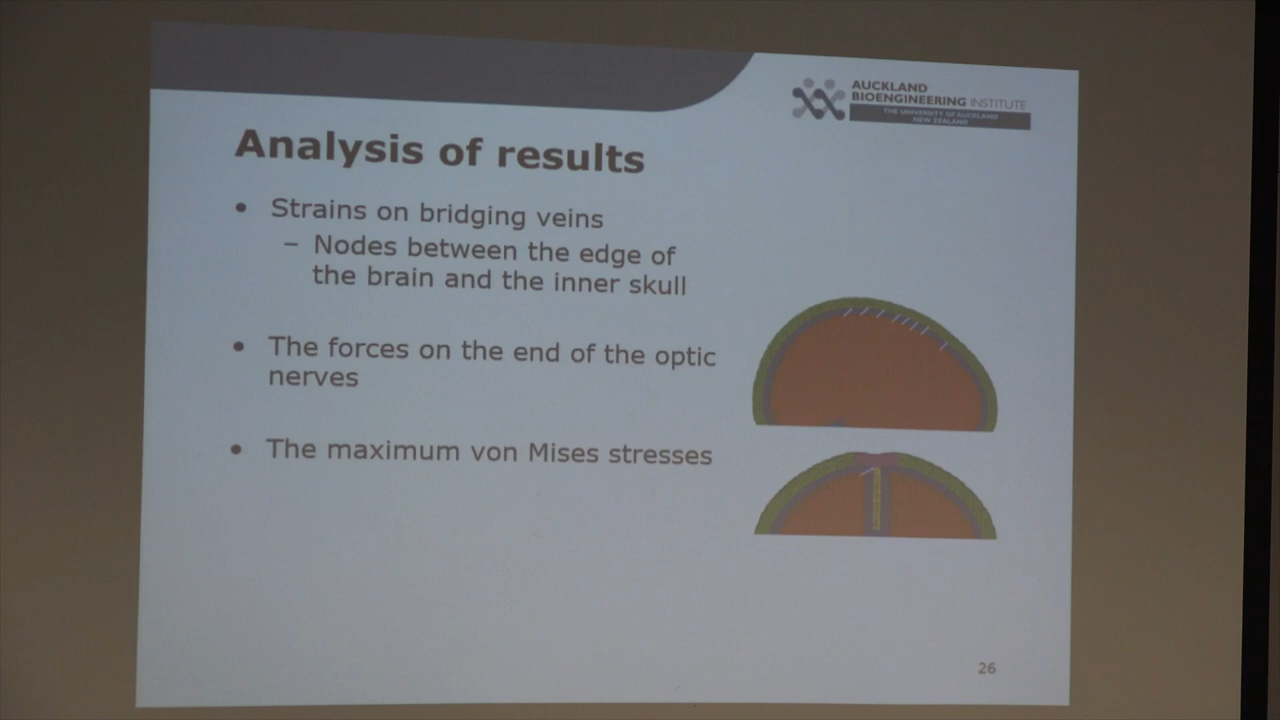 AUCKLAND
BIOENGINEERING INSTITUTE
THE UNIVERSITY OF AUCKLAND
NEW ZEALAND
Analysis of results
• Strains on bridging veins
– Nodes between the edge of
the brain and the inner skull
• The forces on the end of the optic
nerves
• The maximum von Mises stresses
26